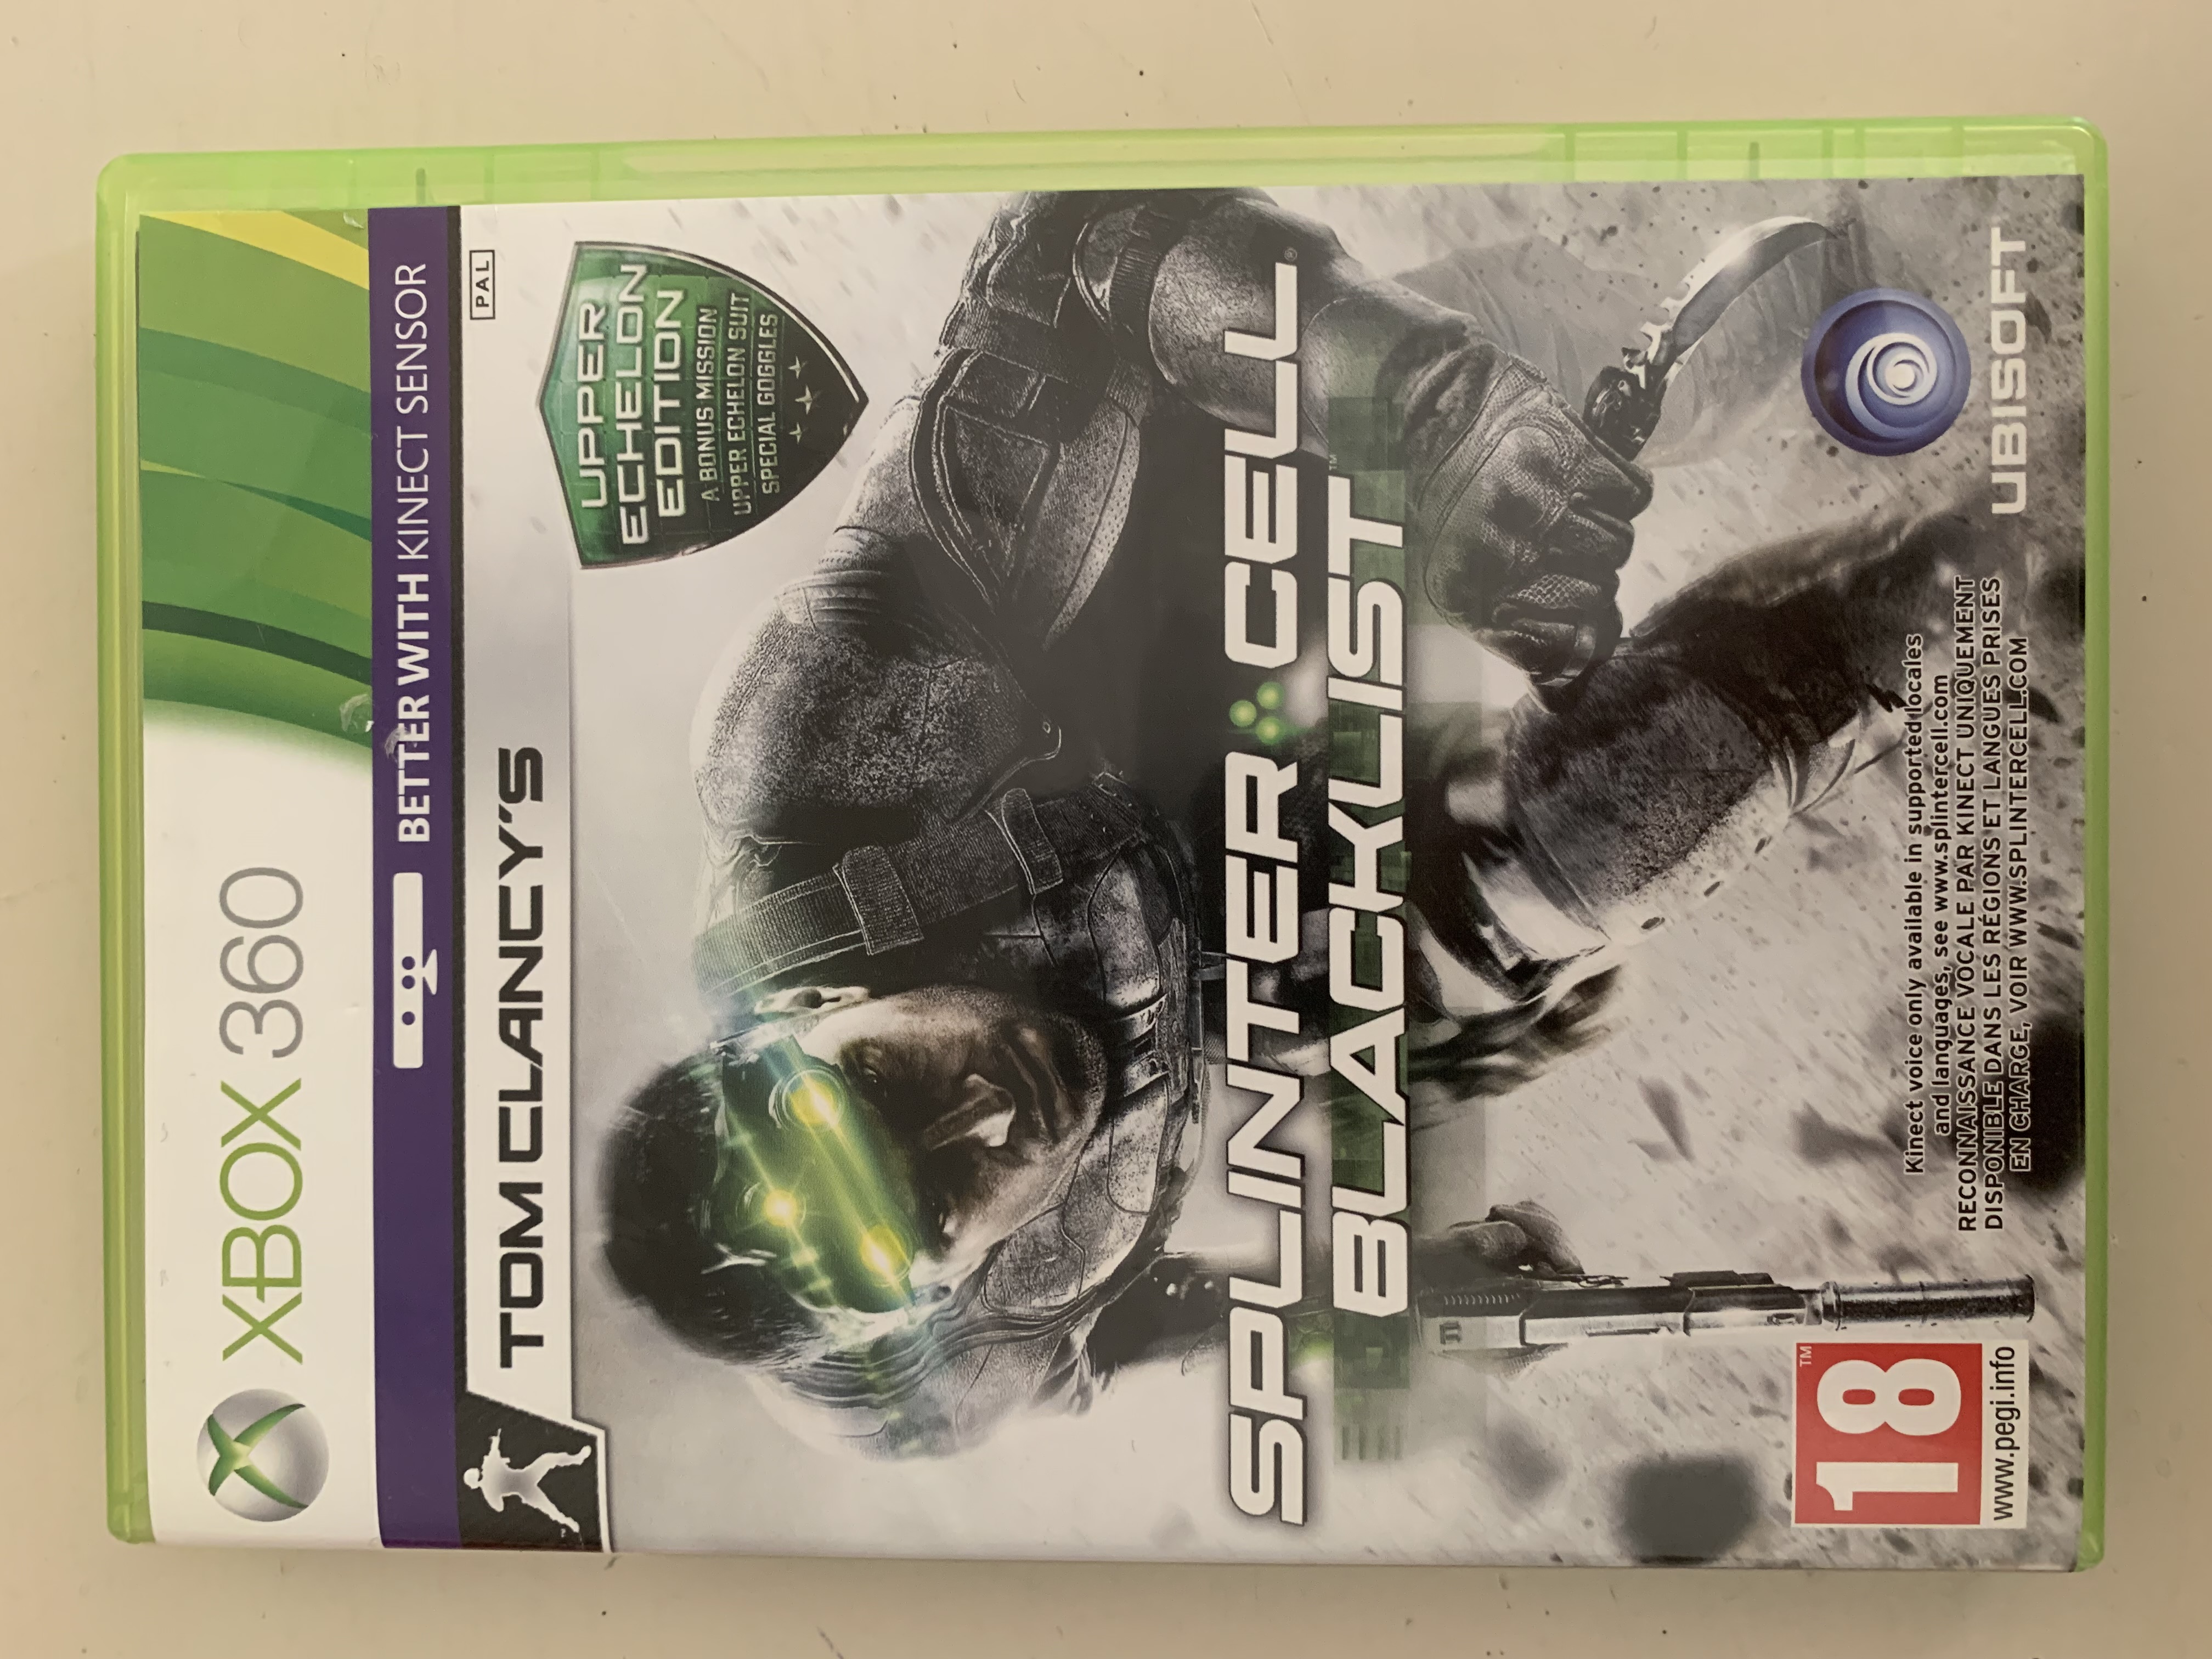 XBOX 360
BETTER WITH KINECT SENSOR
PAL
TOM CLANCY'S
UPPER
ECHELON
EDITION
A BONUS MISSION
UPPER ECHELON SUIT
SPECIAL GOGGLES
SPLINTER CELL®
BLACKLIST™
18™
www.pegi.info
Kinect voice only available in supported locales
and languages, see www.splintercell.com
RECONNAISSANCE VOCALE PAR KINECT UNIQUEMENT
DISPONIBLE DANS LES RÉGIONS ET LANGUES PRISES
EN CHARGE, VOIR WWW.SPLINTERCELL.COM
UBISOFT